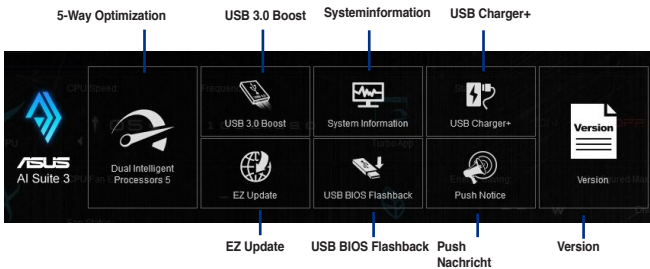 5-Way Optimization
USB 3.0 Boost
Systeminformation
USB Charger+
USB 3.0 Boost
System Information
USB Charger+
Version
ASUS
AI Suite 3
Dual Intelligent
Processors 5
EZ Update
USB BIOS Flashback
Push Notice
Version
EZ Update
USB BIOS Flashback
Push
Nachricht
Version